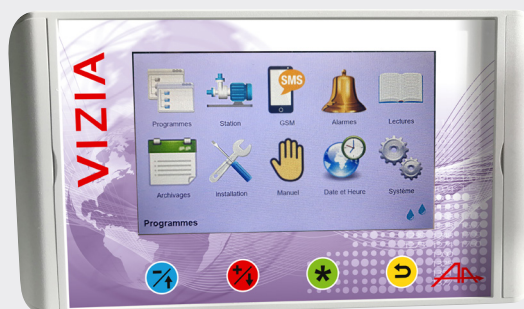 VIZIA
SMS
Programmes Station GSM Alarmes Lectures
Archivages Installation Manuel Date et Heure Système
Programmes
-/↑ +/↓ * ⮌